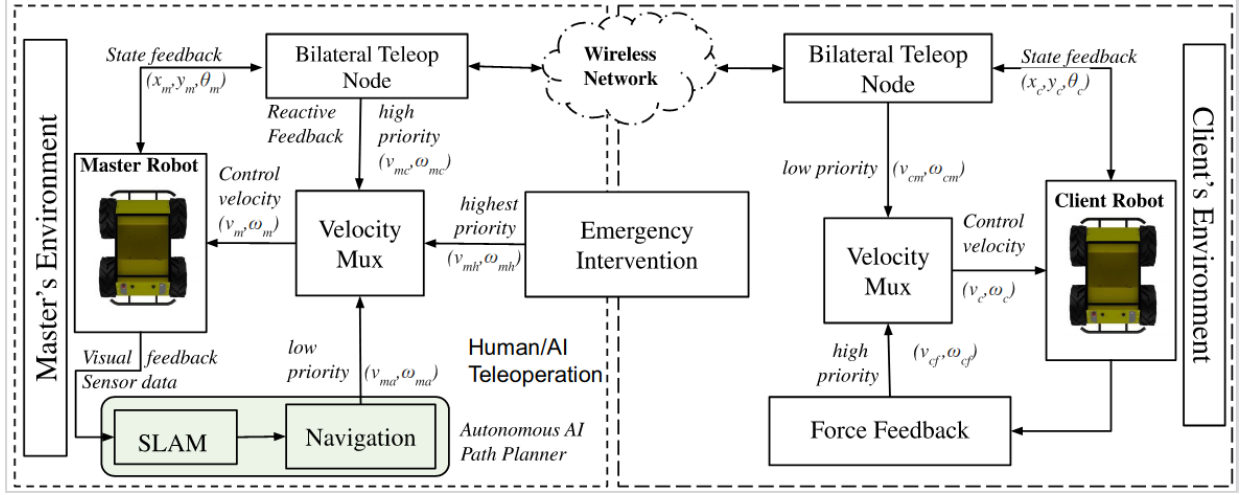 Master's Environment
State feedback
(x_m,y_m,θ_m)
Bilateral Teleop
Node
Reactive
Feedback
high
priority
(v_mc,ω_mc)
Master Robot
Control
velocity
(v_m,ω_m)
Velocity
Mux
highest
priority
(v_mh,ω_mh)
Emergency
Intervention
Visual feedback
Sensor data
low
priority
(v_ma,ω_ma)
Human/AI
Teleoperation
SLAM
Navigation
Autonomous AI
Path Planner
Wireless
Network
Bilateral Teleop
Node
State feedback
(x_c,y_c,θ_c)
Client's Environment
low priority
(v_cm,ω_cm)
Client Robot
Velocity
Mux
Control
velocity
(v_c,ω_c)
high
priority
(v_cf,ω_cf)
Force Feedback